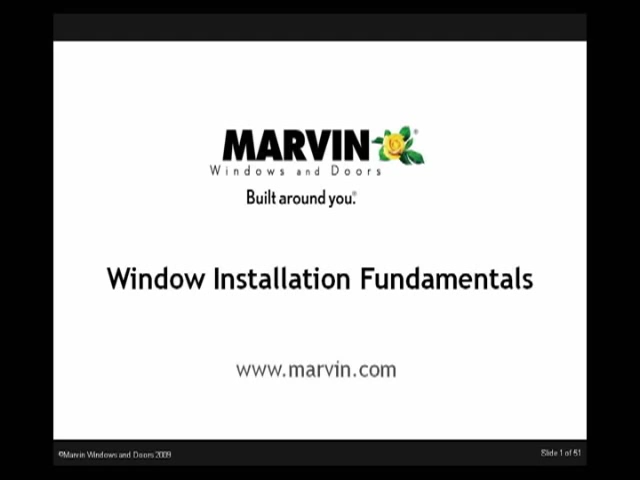 MARVIN®
Windows and Doors
Built around you.®
Window Installation Fundamentals
www.marvin.com
©Marvin Windows and Doors 2009
Slide 1 of 51